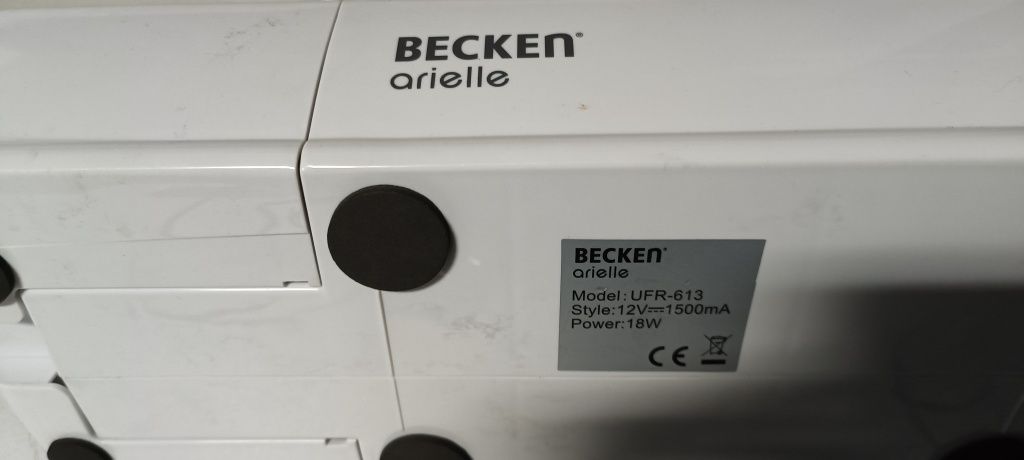 BECKEN®
arielle
BECKEN®
arielle
Model:UFR-613
Style:12V⎓1500mA
Power:18W
CE